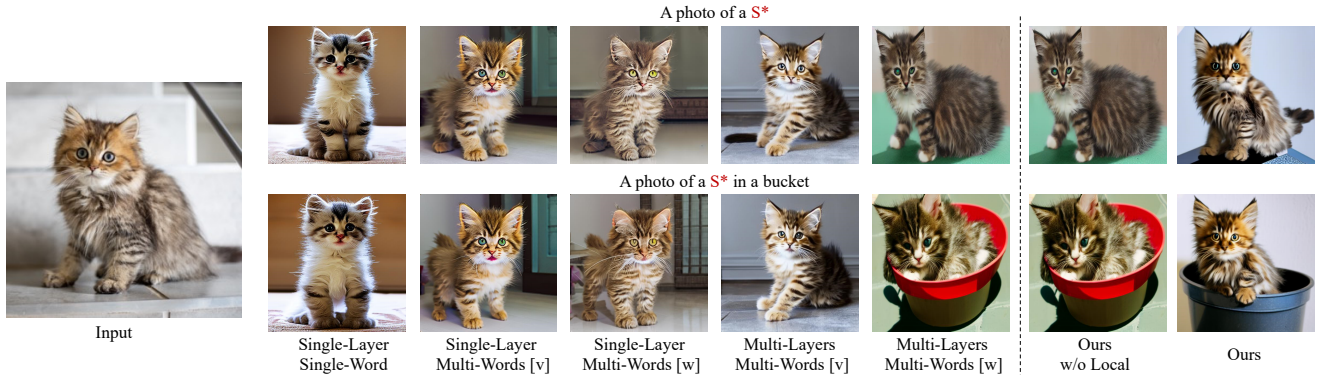 A photo of a S*
A photo of a S* in a bucket
Input
Single-Layer
Single-Word
Single-Layer
Multi-Words [v]
Single-Layer
Multi-Words [w]
Multi-Layers
Multi-Words [v]
Multi-Layers
Multi-Words [w]
Ours
w/o Local
Ours